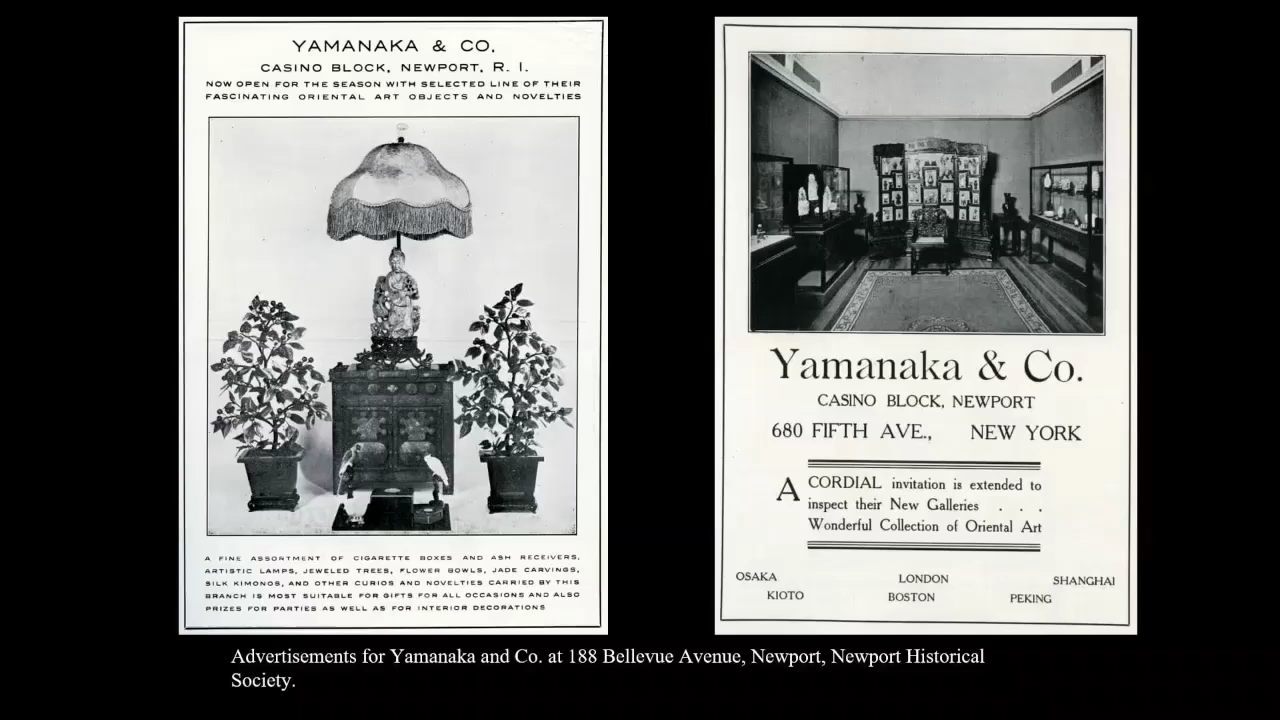 YAMANAKA & CO.
CASINO BLOCK, NEWPORT, R. I.
NOW OPEN FOR THE SEASON WITH SELECTED LINE OF THEIR
FASCINATING ORIENTAL ART OBJECTS AND NOVELTIES
A FINE ASSORTMENT OF CIGARETTE BOXES AND ASH RECEIVERS,
ARTISTIC LAMPS, JEWELED TREES, FLOWER BOWLS, JADE CARVINGS,
SILK KIMONOS, AND OTHER CURIOS AND NOVELTIES CARRIED BY THIS
BRANCH IS MOST SUITABLE FOR GIFTS FOR ALL OCCASIONS AND ALSO
PRIZES FOR PARTIES AS WELL AS FOR INTERIOR DECORATIONS
Yamanaka & Co.
CASINO BLOCK, NEWPORT
680 FIFTH AVE., NEW YORK
A CORDIAL invitation is extended to
inspect their New Galleries . . .
Wonderful Collection of Oriental Art
OSAKA LONDON SHANGHAI
KIOTO BOSTON PEKING
Advertisements for Yamanaka and Co. at 188 Bellevue Avenue, Newport, Newport Historical
Society.